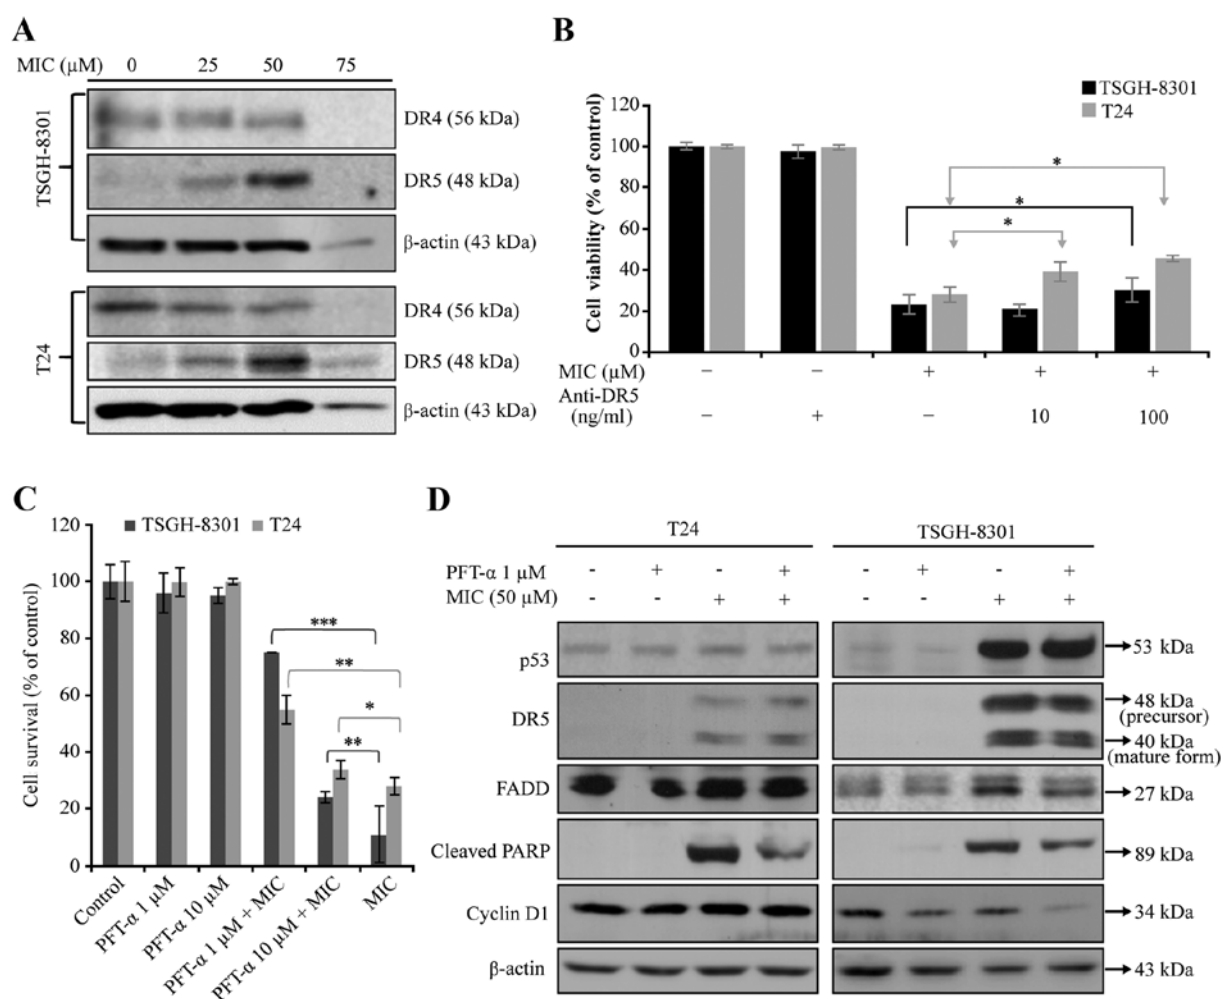 A
MIC (μM) 0 25 50 75
TSGH-8301
DR4 (56 kDa)
DR5 (48 kDa)
β-actin (43 kDa)
T24
DR4 (56 kDa)
DR5 (48 kDa)
β-actin (43 kDa)
B
TSGH-8301
T24
Cell viability (% of control)
120
100
80
60
40
20
0
*
*
*
MIC (μM) − − + + +
Anti-DR5
(ng/ml) − + − 10 100
C
TSGH-8301 T24
Cell survival (% of control)
120
100
80
60
40
20
0
***
**
*
**
Control
PFT-α 1 μM
PFT-α 10 μM
PFT-α 1 μM + MIC
PFT-α 10 μM + MIC
MIC
D
T24 TSGH-8301
PFT-α 1 μM - + - + - + - +
MIC (50 μM) - - + + - - + +
p53 53 kDa
DR5 48 kDa
(precursor)
40 kDa
(mature form)
FADD 27 kDa
Cleaved PARP 89 kDa
Cyclin D1 34 kDa
β-actin 43 kDa